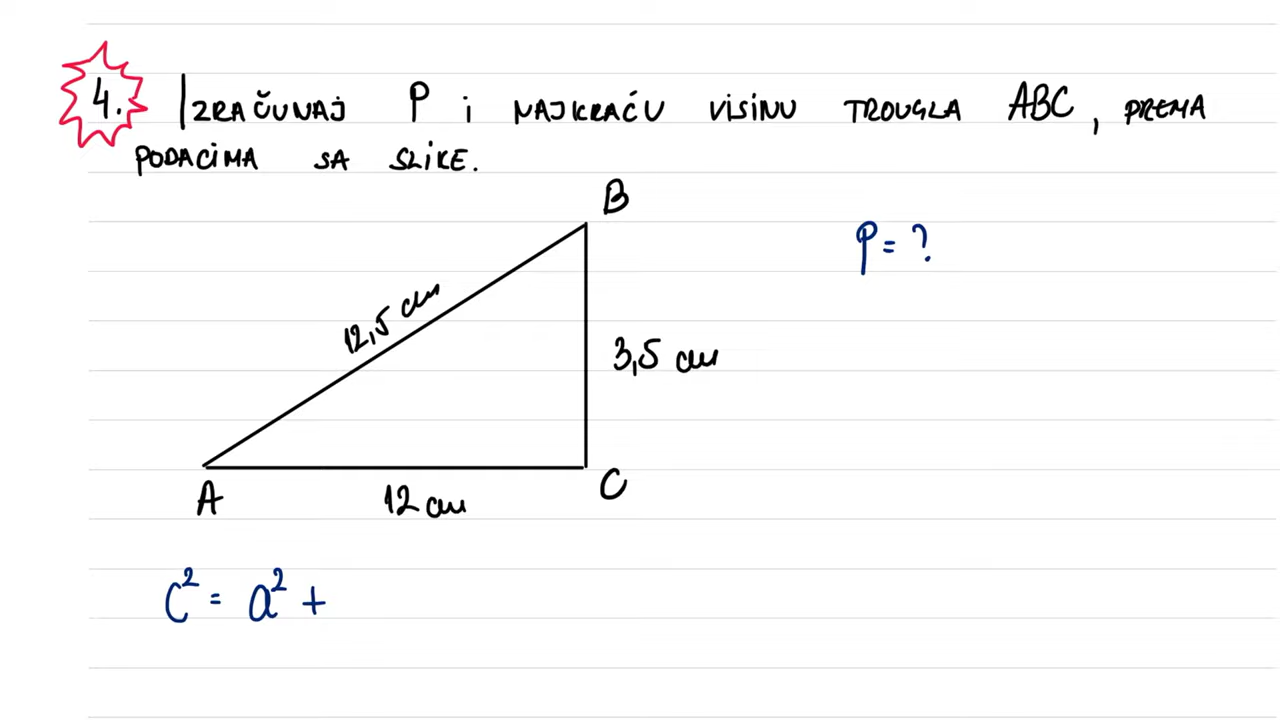 4. IZRAČUNAJ P I NAJKRAĆU VISINU TROUGLA ABC, PREMA
PODACIMA SA SLIKE.
B
P = ?
12,5 cm
3,5 cm
A
12 cm
C
c² = a² +